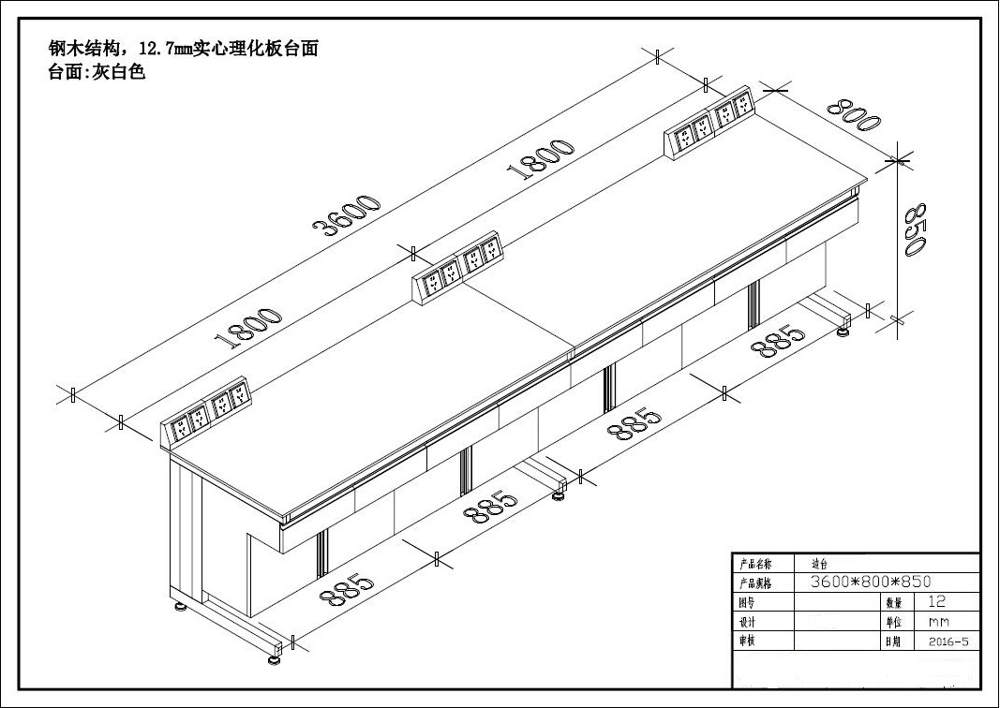 钢木结构，12.7mm实心理化板台面
台面:灰白色
800
1800
3600
850
1800
885
885
885
885
产品名称 边台
产品规格 3600*800*850
图号 数量 12
设计 单位 mm
审核 日期 2016-5